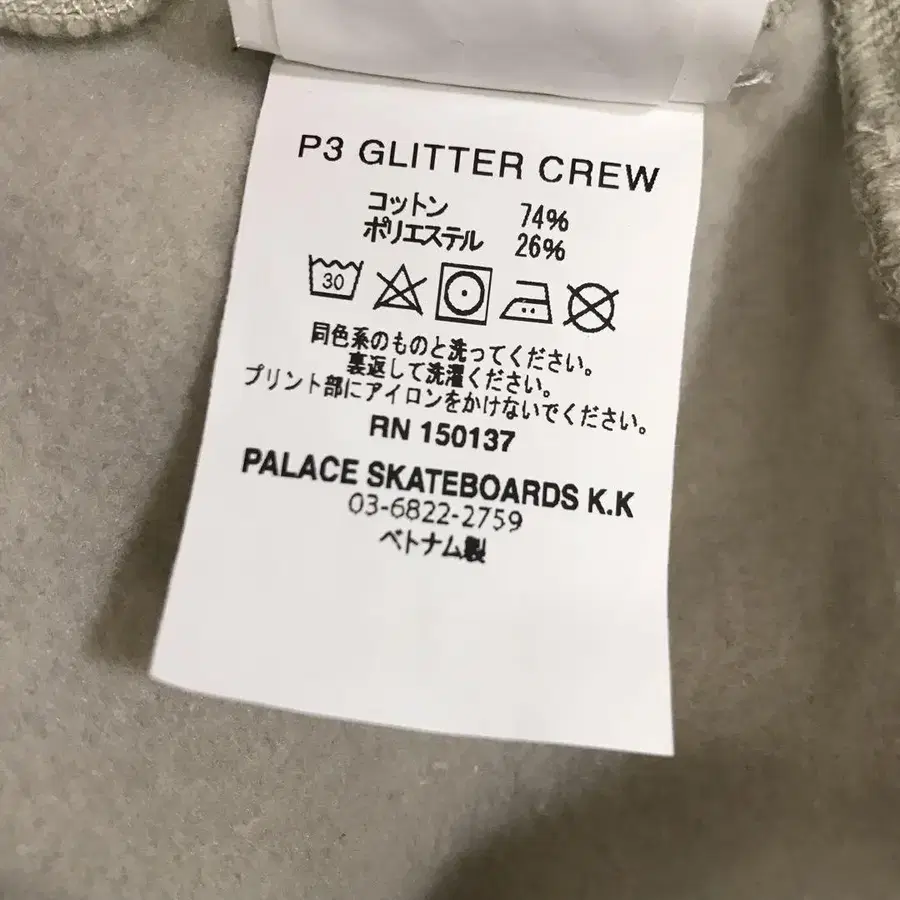 P3 GLITTER CREW
コットン 74%
ポリエステル 26%
30
同色系のものと洗ってください。
裏返して洗濯ください。
プリント部にアイロンをかけないでください。
RN 150137
PALACE SKATEBOARDS K.K
03-6822-2759
ベトナム製